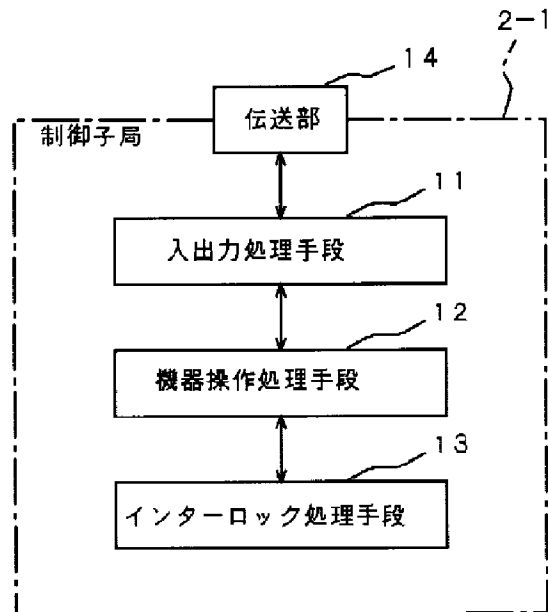 2-1
14
伝送部
制御子局
11
入出力処理手段
12
機器操作処理手段
13
インターロック処理手段